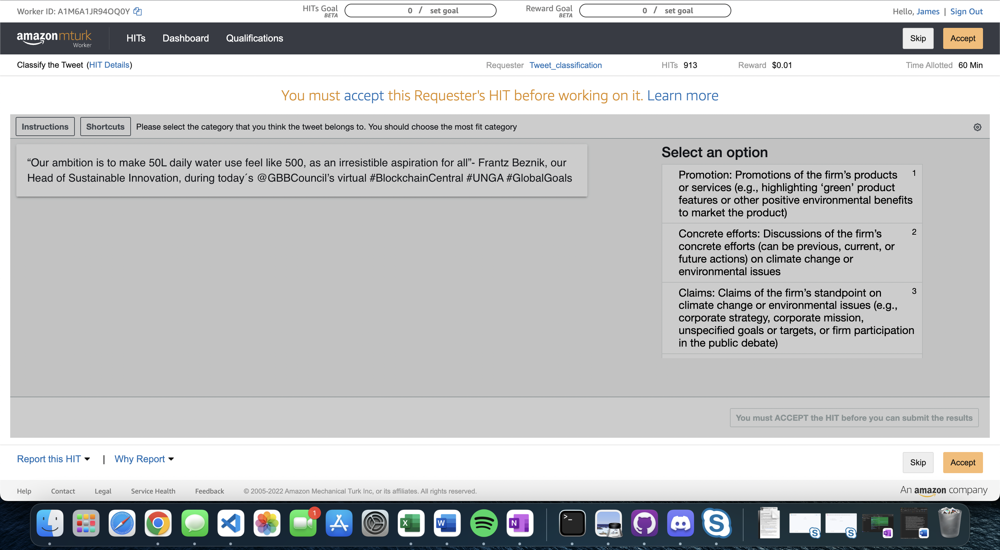 Worker ID: A1M6A1JR94OQ0Y
HITs Goal
BETA
0 / set goal
Reward Goal
BETA
0 / set goal
Hello, James | Sign Out
amazon mturk
Worker
HITs
Dashboard
Qualifications
Skip
Accept
Classify the Tweet (HIT Details)
Requester Tweet_classification
HITs 913
Reward $0.01
Time Allotted 60 Min
You must accept this Requester's HIT before working on it. Learn more
Instructions
Shortcuts
Please select the category that you think the tweet belongs to. You should choose the most fit category
“Our ambition is to make 50L daily water use feel like 500, as an irresistible aspiration for all”- Frantz Beznik, our
Head of Sustainable Innovation, during today´s @GBBCouncil’s virtual #BlockchainCentral #UNGA #GlobalGoals
Select an option
Promotion: Promotions of the firm’s products 1
or services (e.g., highlighting ‘green’ product
features or other positive environmental benefits
to market the product)
Concrete efforts: Discussions of the firm’s 2
concrete efforts (can be previous, current, or
future actions) on climate change or
environmental issues
Claims: Claims of the firm’s standpoint on 3
climate change or environmental issues (e.g.,
corporate strategy, corporate mission,
unspecified goals or targets, or firm participation
in the public debate)
You must ACCEPT the HIT before you can submit the results
Report this HIT | Why Report
Skip
Accept
Help
Contact
Legal
Service Health
Feedback
© 2005-2022 Amazon Mechanical Turk Inc, or its affiliates. All rights reserved.
An amazon company
1
X
W
N
>_
S
S
S
N
W